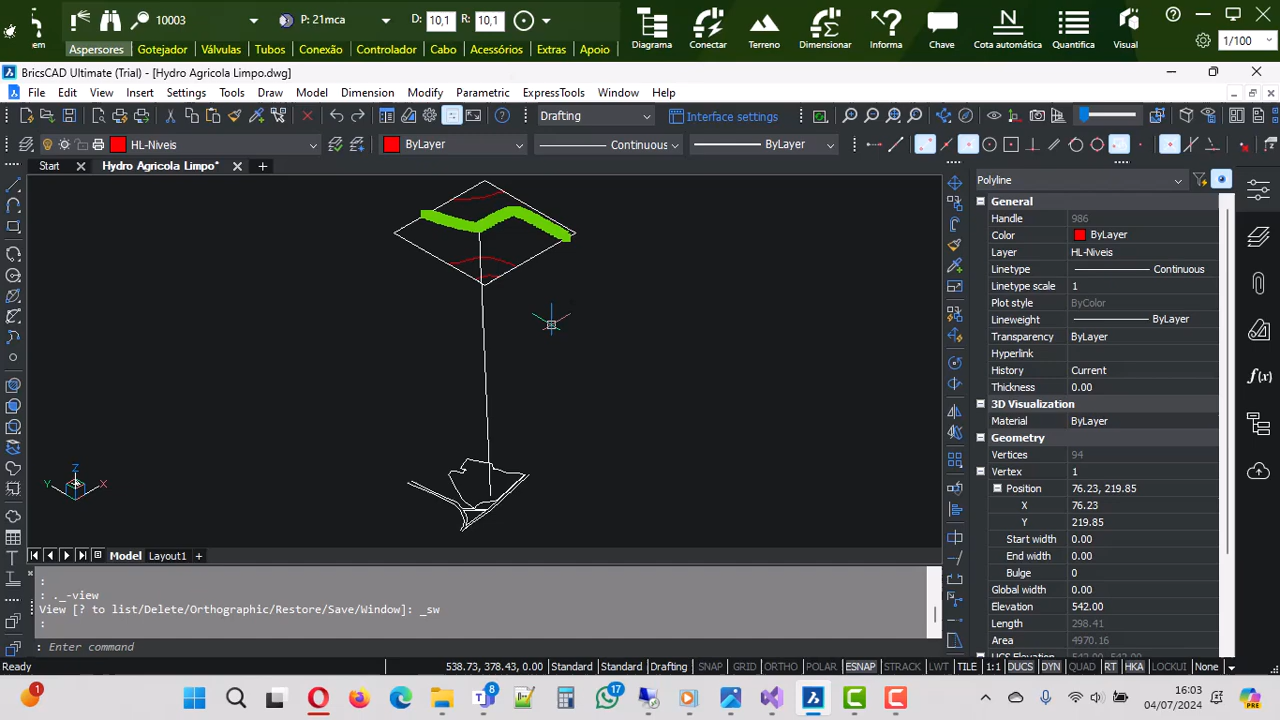 em
10003
P: 21mca
D: 10,1 R: 10,1
Aspersores Gotejador Válvulas Tubos Conexão Controlador Cabo Acessórios Extras Apoio
Diagrama Conectar Terreno Dimensionar Informa Chave Cota automática Quantifica Visual
1/100
BricsCAD Ultimate (Trial) - [Hydro Agricola Limpo.dwg]
File Edit View Insert Settings Tools Draw Model Dimension Modify Parametric ExpressTools Window Help
Drafting Interface settings
HL-Niveis ByLayer Continuous ByLayer
Start Hydro Agricola Limpo*
Polyline
General
Handle 986
Color ByLayer
Layer HL-Niveis
Linetype Continuous
Linetype scale 1
Plot style ByColor
Lineweight ByLayer
Transparency ByLayer
Hyperlink
History Current
Thickness 0.00
3D Visualization
Material ByLayer
Geometry
Vertices 94
Vertex 1
Position 76.23, 219.85
X 76.23
Y 219.85
Start width 0.00
End width 0.00
Bulge 0
Global width 0.00
Elevation 542.00
Length 298.41
Area 4970.16
Z
Y X
Model Layout1
:
: ._-view
View [? to list/Delete/Orthographic/Restore/Save/Window]: _sw
:
: Enter command
Ready 538.73, 378.43, 0.00 Standard Standard Drafting SNAP GRID ORTHO POLAR ESNAP STRACK LWT TILE 1:1 DUCS DYN QUAD RT HKA LOCKUI None
1
8
17
16:03
04/07/2024
PRE